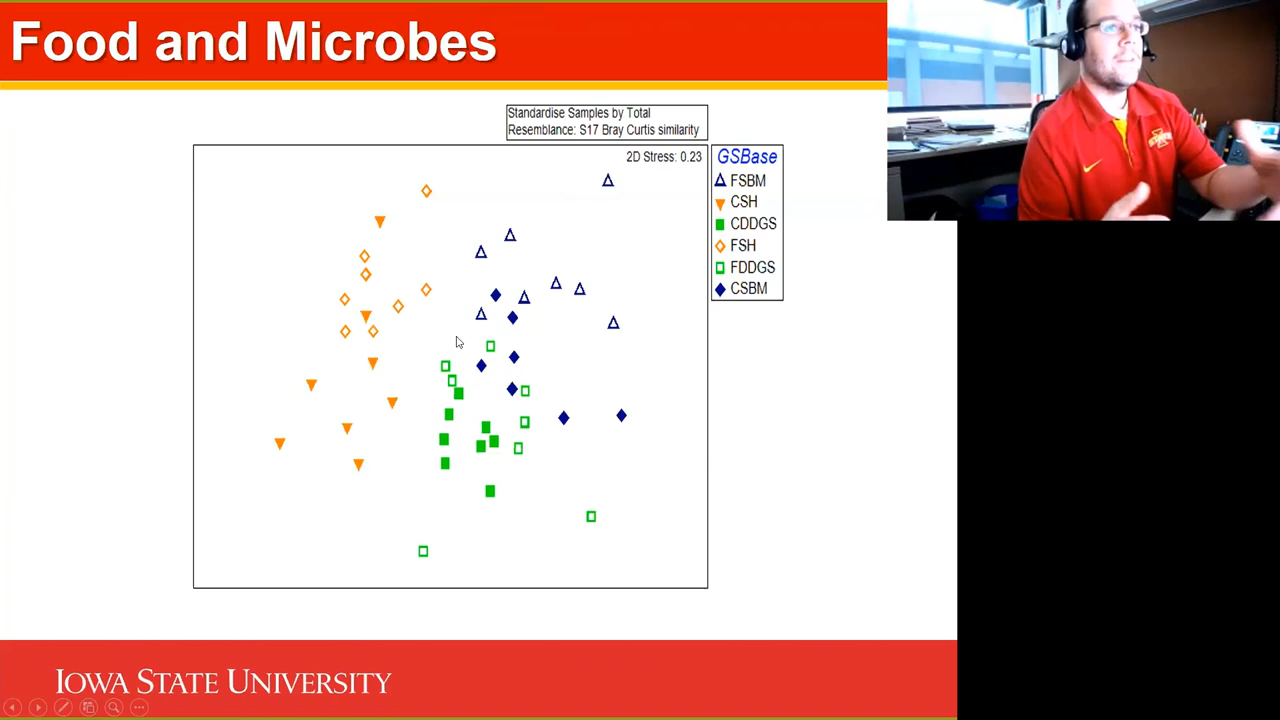 Food and Microbes
Standardise Samples by Total
Resemblance: S17 Bray Curtis similarity
2D Stress: 0.23
GSBase
FSBM
CSH
CDDGS
FSH
FDDGS
CSBM
IOWA STATE UNIVERSITY